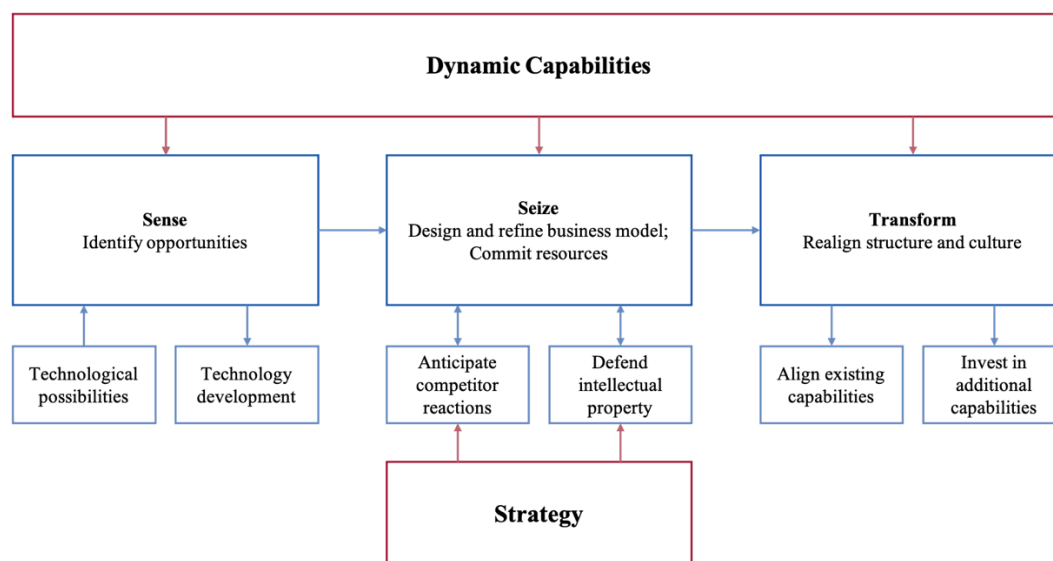 Dynamic Capabilities
Sense
Identify opportunities
Seize
Design and refine business model;
Commit resources
Transform
Realign structure and culture
Technological
possibilities
Technology
development
Anticipate
competitor
reactions
Defend
intellectual
property
Align existing
capabilities
Invest in
additional
capabilities
Strategy